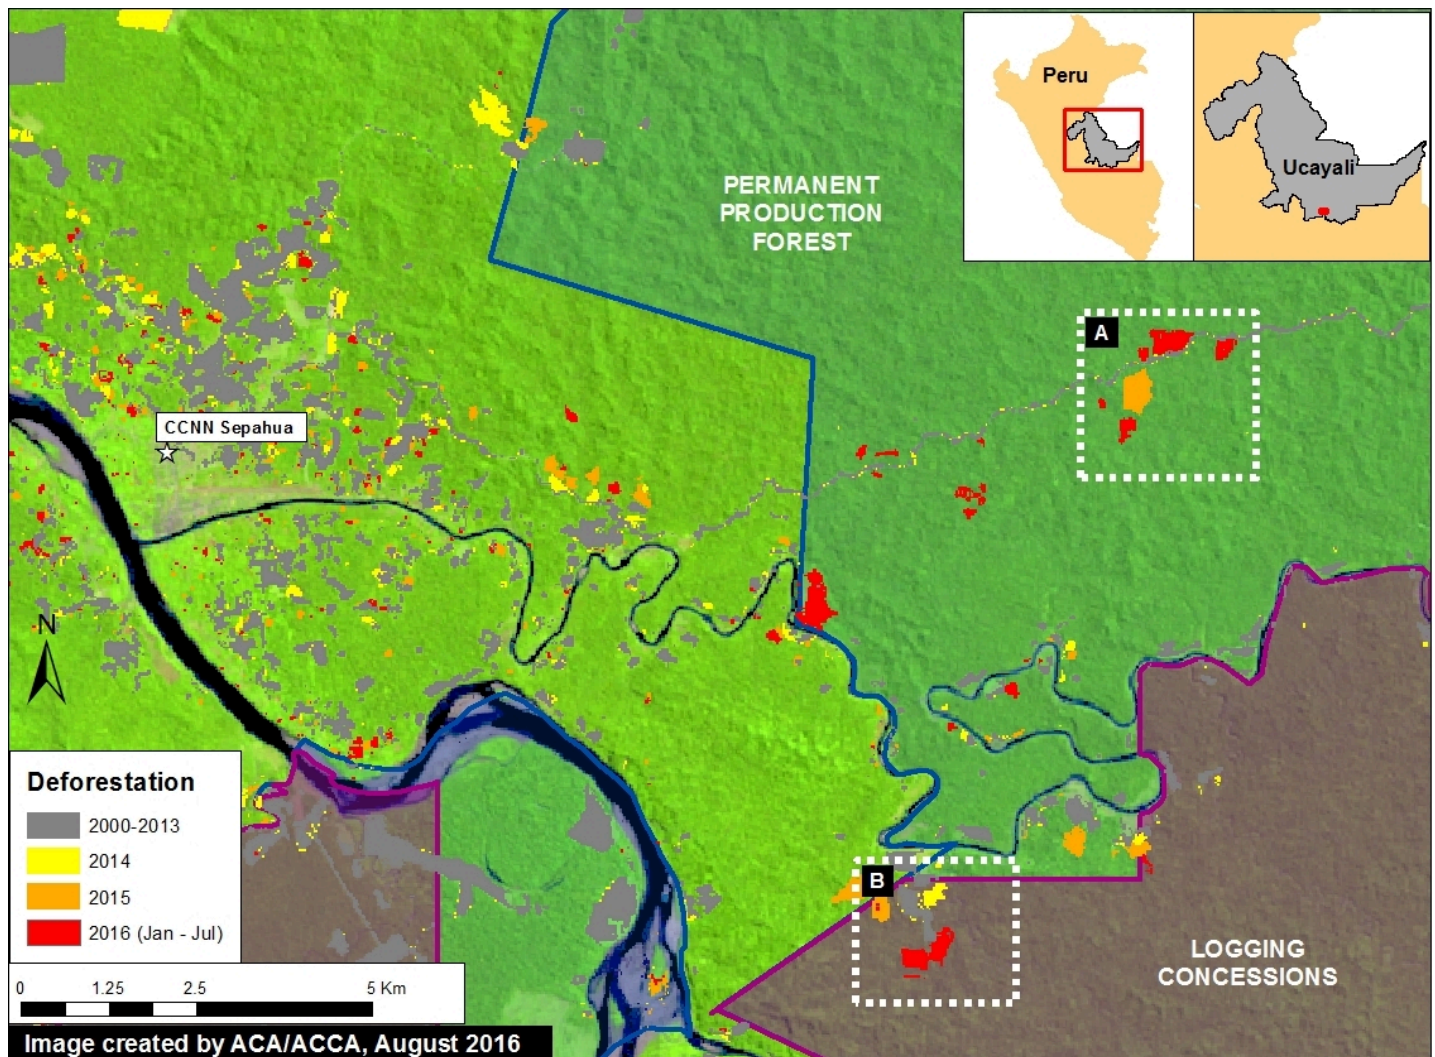 Peru
Ucayali
PERMANENT
PRODUCTION
FOREST
A
CCNN Sepahua
N
Deforestation
2000-2013
2014
2015
2016 (Jan - Jul)
B
LOGGING
CONCESSIONS
0 1.25 2.5 5 Km
Image created by ACA/ACCA, August 2016